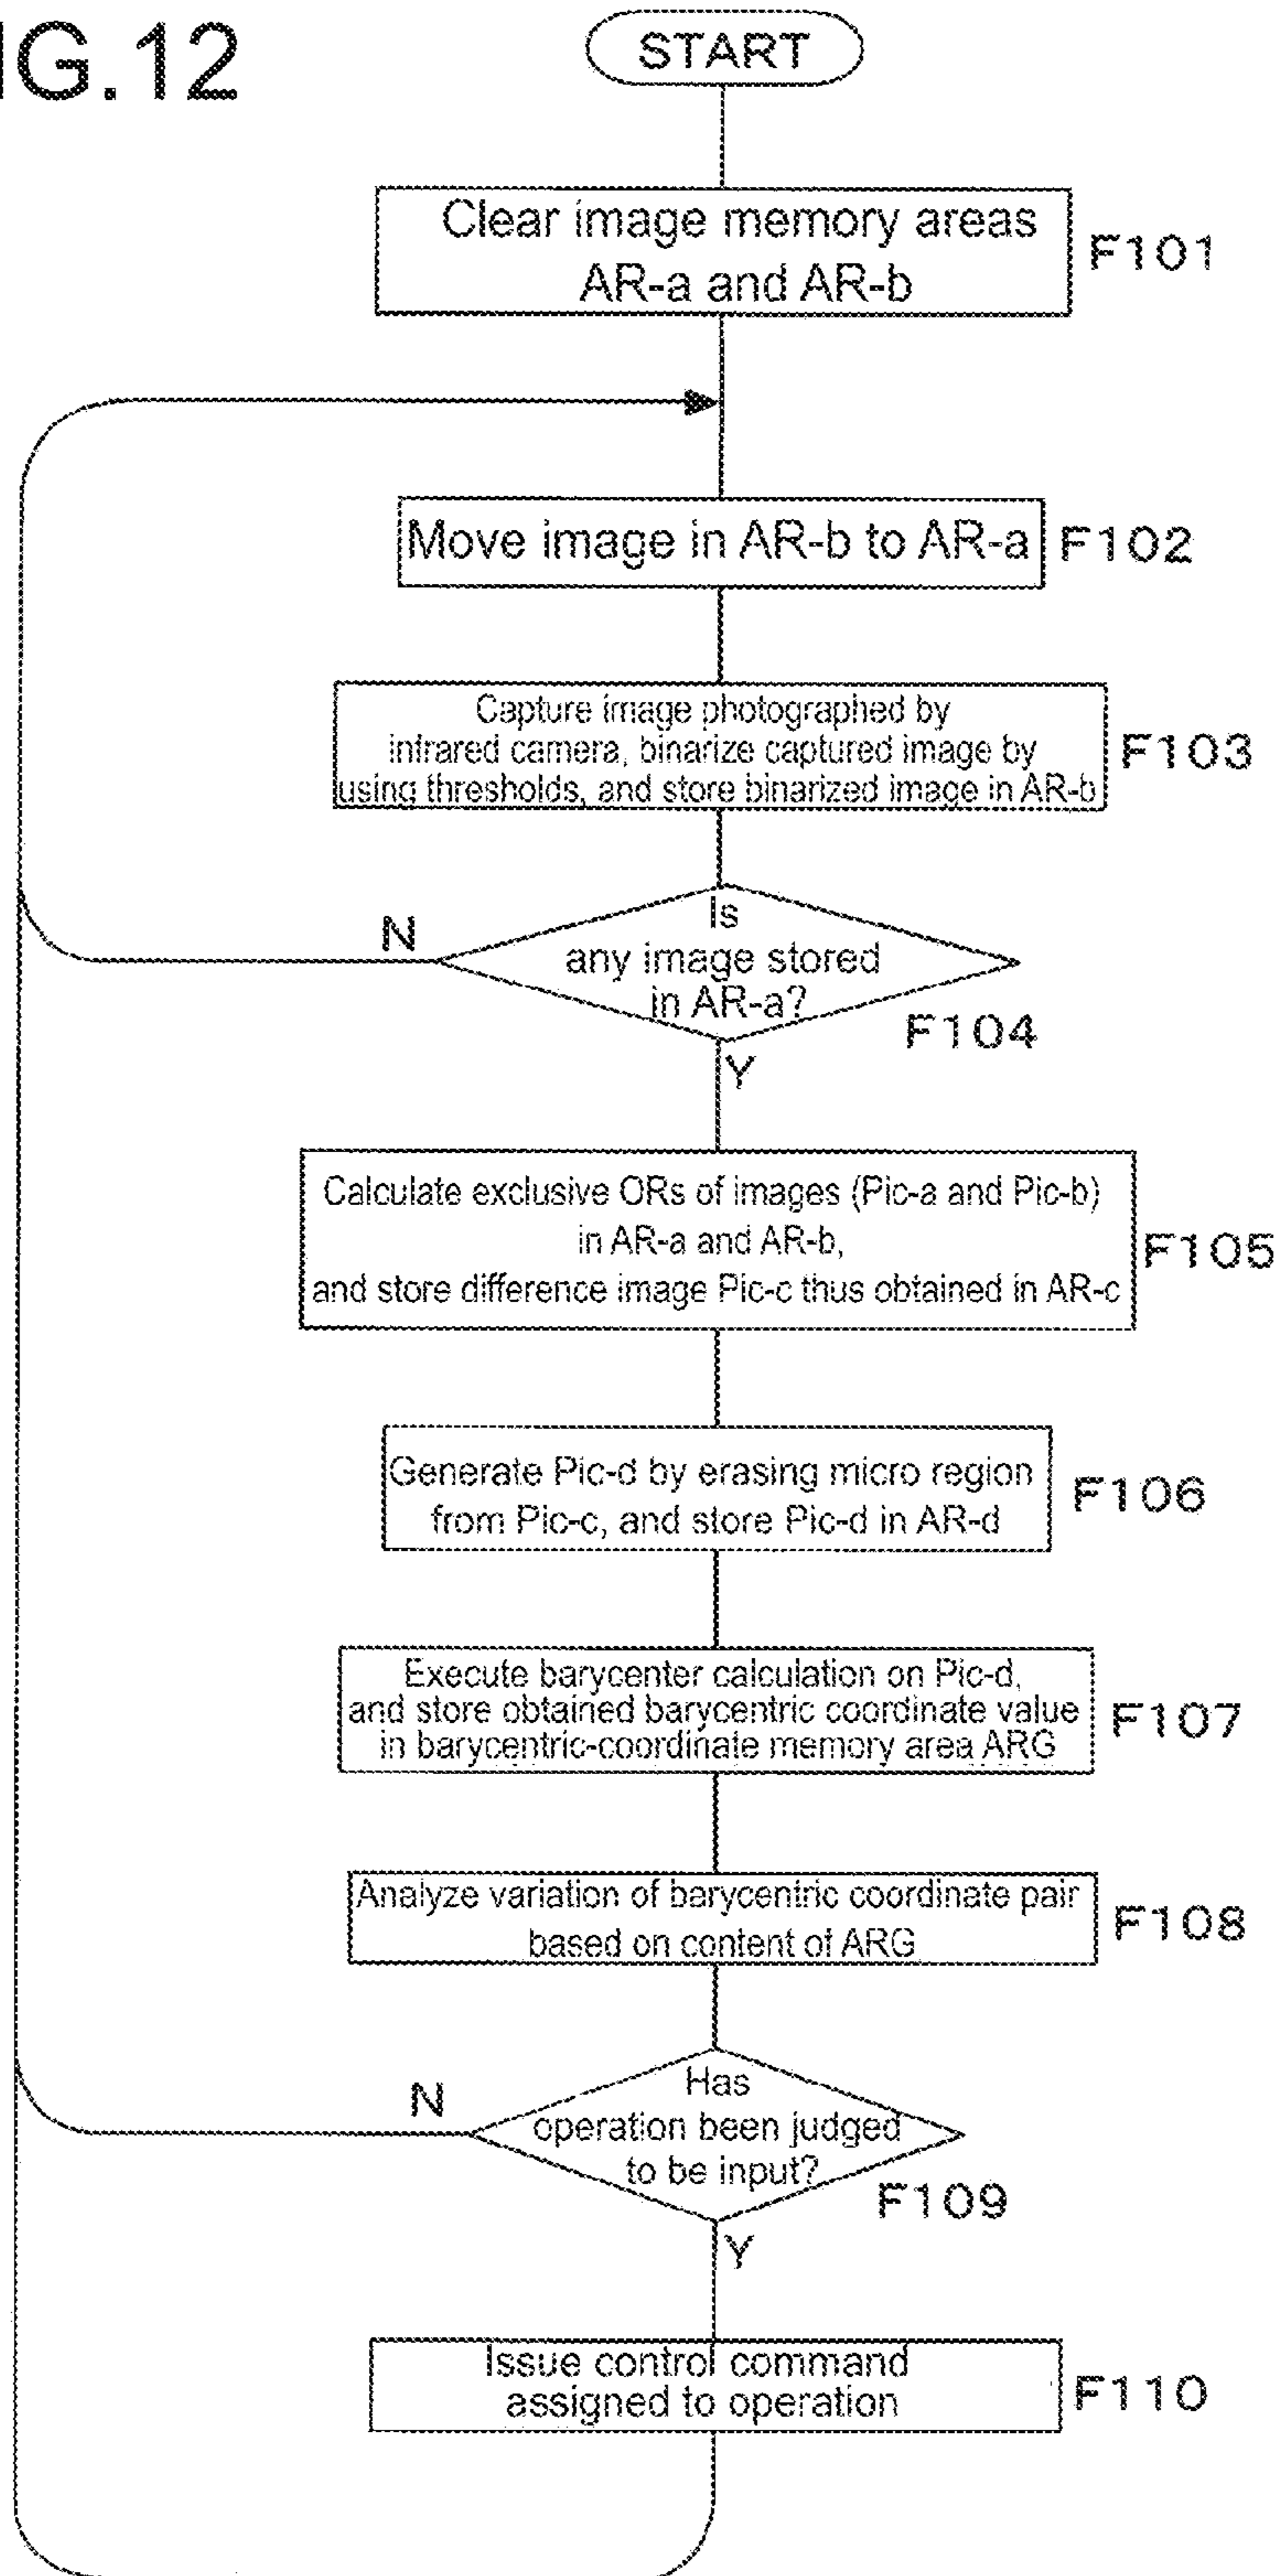 IG.12
START
Clear image memory areas
AR-a and AR-b
F101
Move image in AR-b to AR-a
F102
Capture image photographed by
infrared camera, binarize captured image by
using thresholds, and store binarized image in AR-b
F103
Is
any image stored
in AR-a?
N
F104
Y
Calculate exclusive ORs of images (Pic-a and Pic-b)
in AR-a and AR-b,
and store difference image Pic-c thus obtained in AR-c
F105
Generate Pic-d by erasing micro region
from Pic-c, and store Pic-d in AR-d
F106
Execute barycenter calculation on Pic-d,
and store obtained barycentric coordinate value
in barycentric-coordinate memory area ARG
F107
Analyze variation of barycentric coordinate pair
based on content of ARG
F108
Has
operation been judged
to be input?
N
F109
Y
Issue control command
assigned to operation
F110